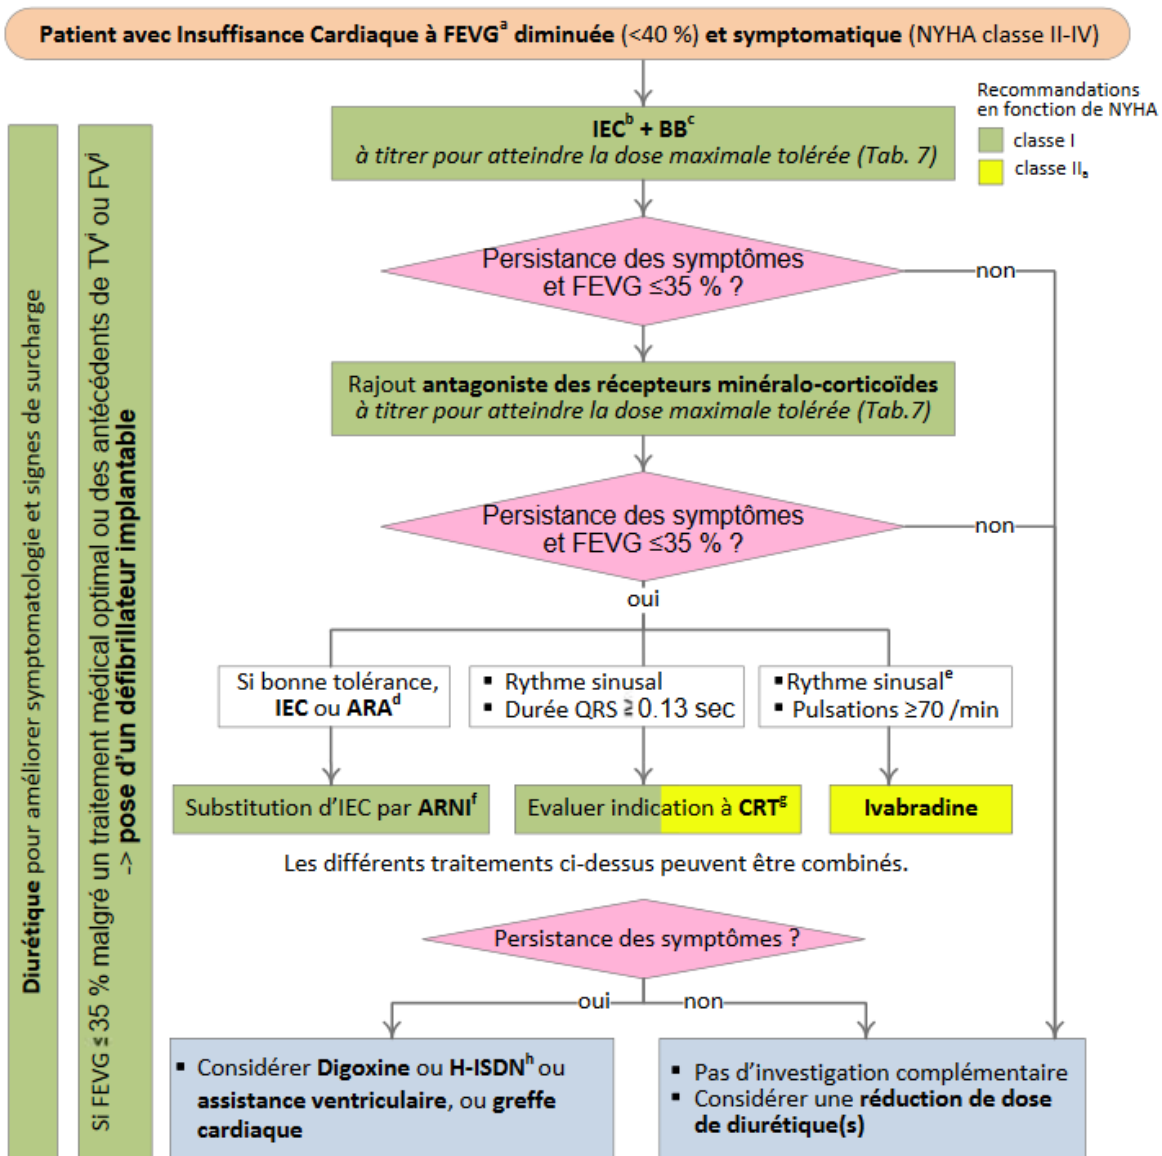 Patient avec Insuffisance Cardiaque à FEVGᵃ diminuée (<40 %) et symptomatique (NYHA classe II-IV)
Recommandations
en fonction de NYHA
classe I
classe IIₐ
Diurétique pour améliorer symptomatologie et signes de surcharge
Si FEVG ≤ 35 % malgré un traitement médical optimal ou des antécédents de TVⁱ ou FVʲ
-> pose d'un défibrillateur implantable
IECᵇ + BBᶜ
à titrer pour atteindre la dose maximale tolérée (Tab. 7)
Persistance des symptômes
et FEVG ≤35 % ?
non
Rajout antagoniste des récepteurs minéralo-corticoïdes
à titrer pour atteindre la dose maximale tolérée (Tab.7)
Persistance des symptômes
et FEVG ≤35 % ?
non
oui
Si bonne tolérance,
IEC ou ARAᵈ
▪ Rythme sinusal
▪ Durée QRS ≧ 0.13 sec
▪ Rythme sinusalᵉ
▪ Pulsations ≥70 /min
Substitution d'IEC par ARNIᶠ
Evaluer indication à CRTᵍ
Ivabradine
Les différents traitements ci-dessus peuvent être combinés.
Persistance des symptômes ?
oui
non
▪ Considérer Digoxine ou H-ISDNʰ ou
assistance ventriculaire, ou greffe
cardiaque
▪ Pas d'investigation complémentaire
▪ Considérer une réduction de dose
de diurétique(s)